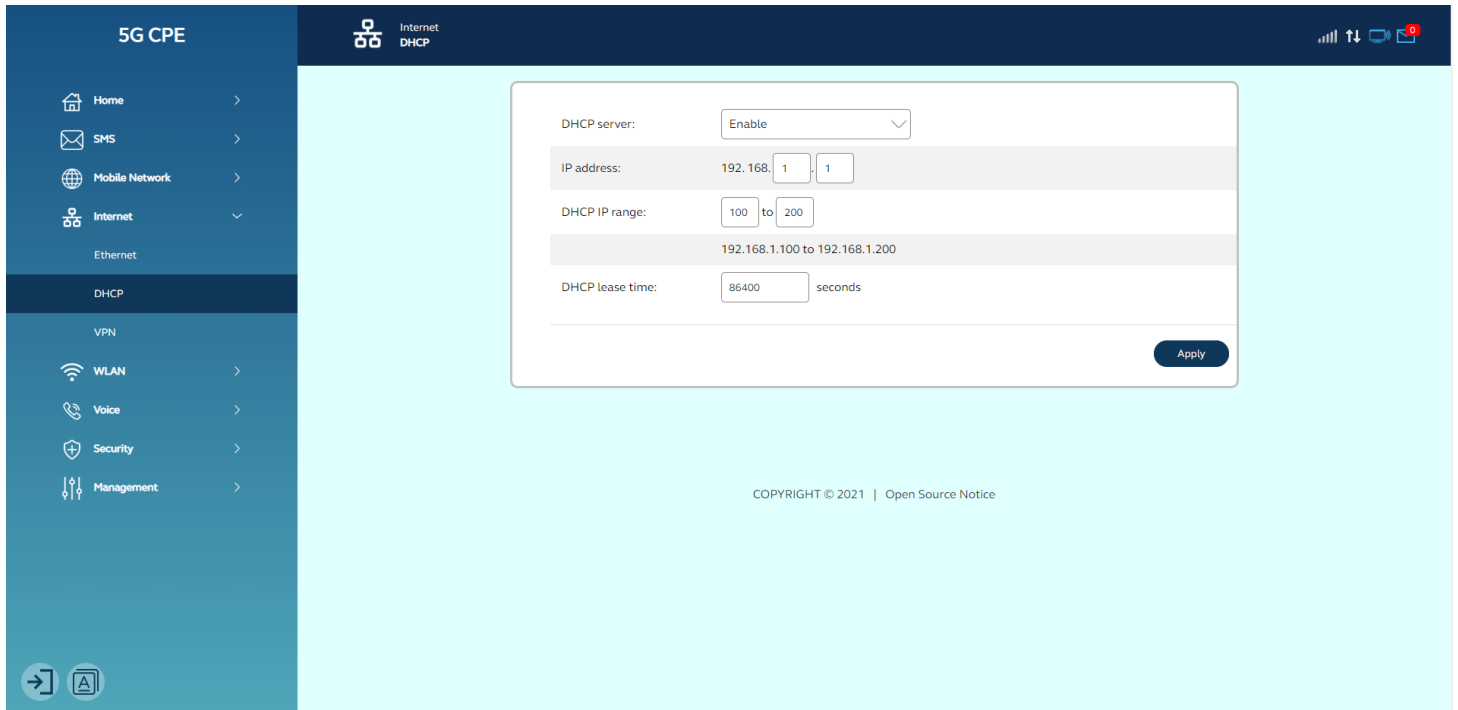 5G CPE
Internet
DHCP
0
Home
SMS
Mobile Network
Internet
Ethernet
DHCP
VPN
WLAN
Voice
Security
Management
A
DHCP server: Enable
IP address: 192. 168. 1 . 1
DHCP IP range: 100 to 200
192.168.1.100 to 192.168.1.200
DHCP lease time: 86400 seconds
Apply
COPYRIGHT © 2021 | Open Source Notice